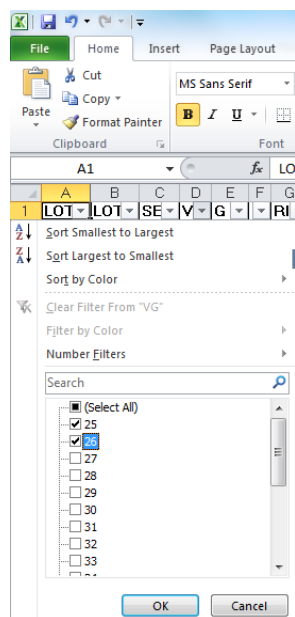 File Home Insert Page Layout
Cut
Copy
Format Painter
Paste
MS Sans Serif
B I U
Clipboard Font
A1 fx LO
A B C D E F G
1 LOT LOT SE V G RI
Sort Smallest to Largest
Sort Largest to Smallest
Sort by Color
Clear Filter From "VG"
Filter by Color
Number Filters
Search
(Select All)
25
26
27
28
29
30
31
32
33
OK Cancel